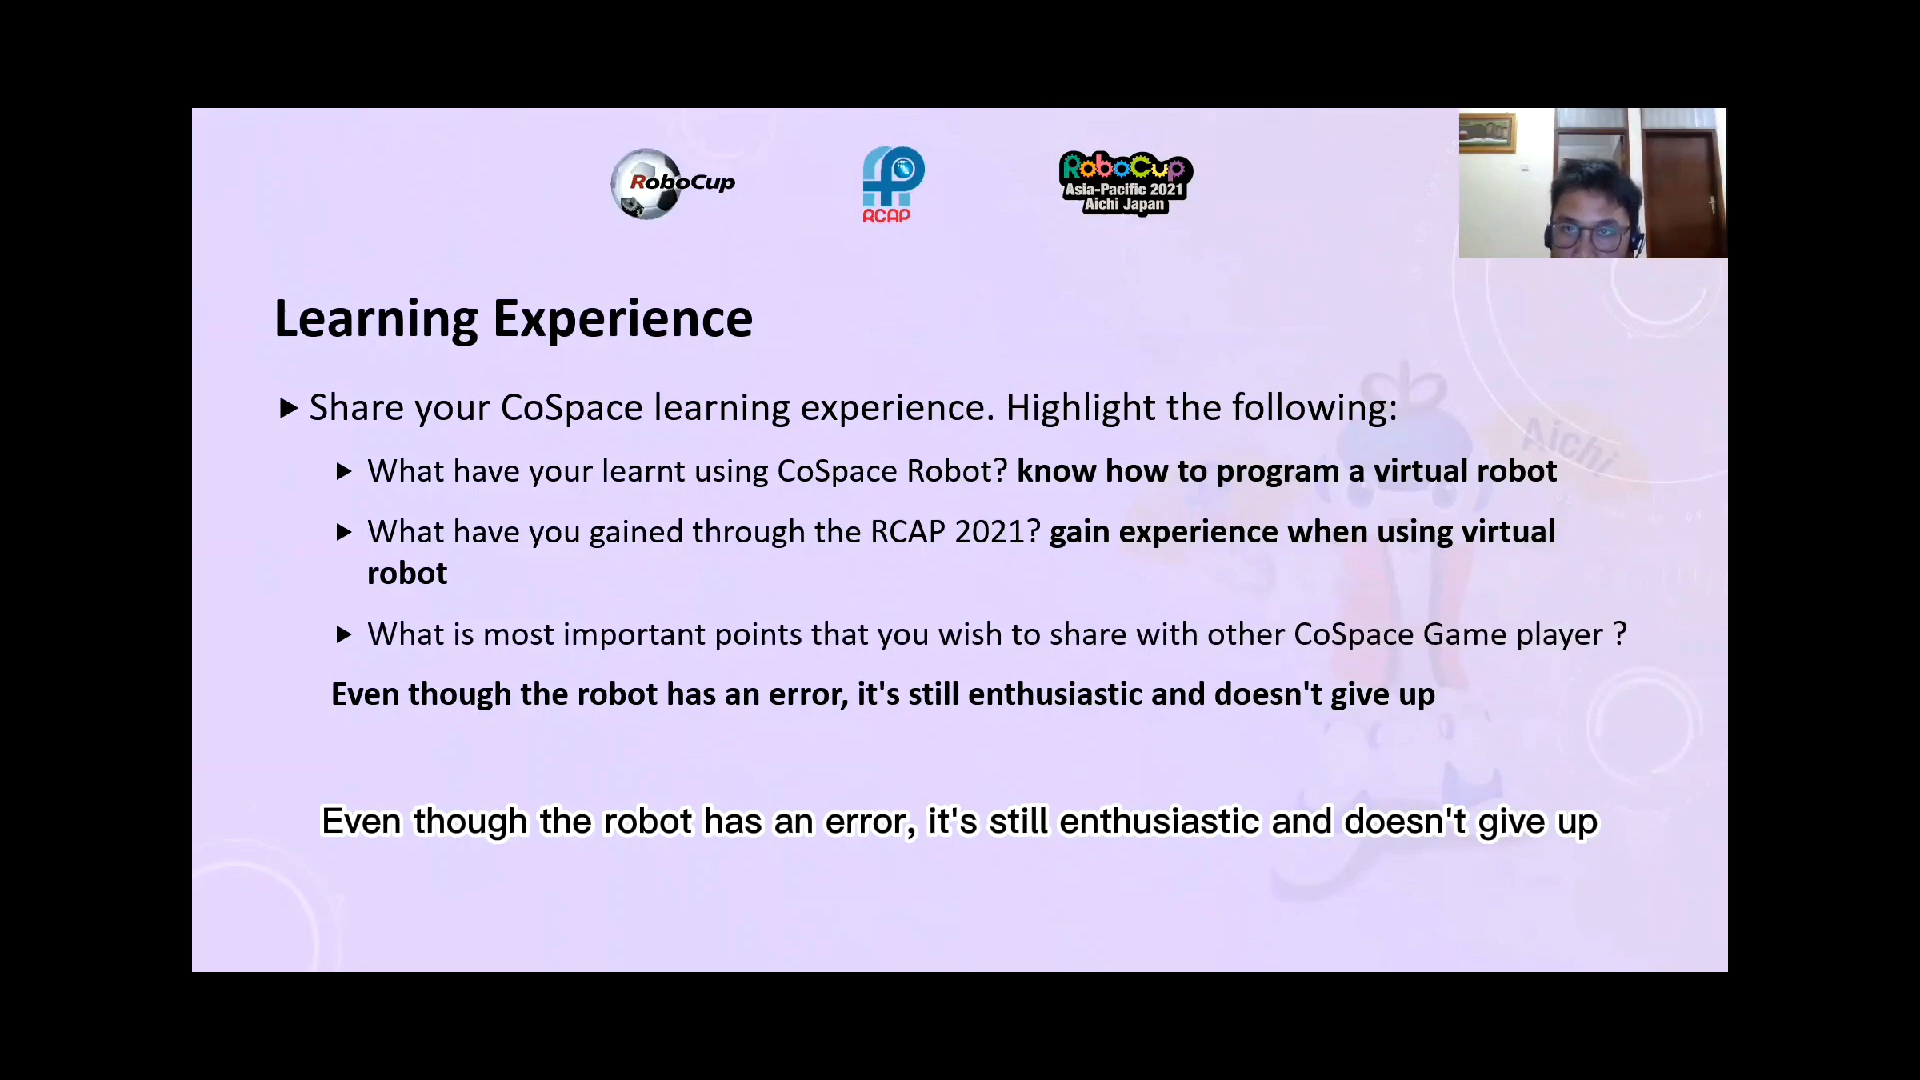 RoboCup
RCAP
RoboCup
Asia-Pacific 2021
Aichi Japan
Learning Experience
Share your CoSpace learning experience. Highlight the following:
What have your learnt using CoSpace Robot? know how to program a virtual robot
What have you gained through the RCAP 2021? gain experience when using virtual
robot
What is most important points that you wish to share with other CoSpace Game player ?
Even though the robot has an error, it's still enthusiastic and doesn't give up
Aichi
Even though the robot has an error, it's still enthusiastic and doesn't give up